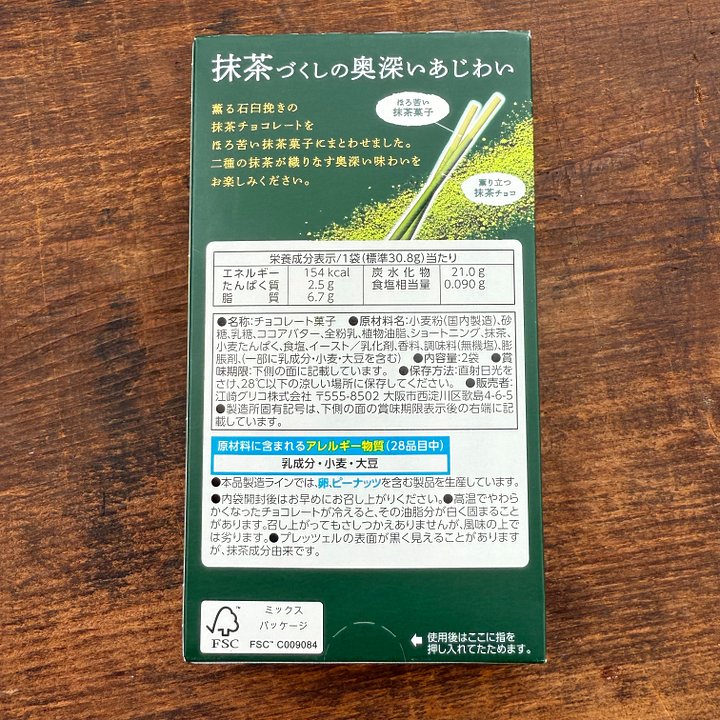 抹茶づくしの奥深いあじわい
薫る石臼挽きの
抹茶チョコレートを
ほろ苦い抹茶菓子にまとわせました。
二種の抹茶が織りなす奥深い味わいを
お楽しみください。
ほろ苦い
抹茶菓子
薫り立つ
抹茶チョコ
栄養成分表示/1袋(標準30.8g)当たり
エネルギー 154 kcal 炭水化物 21.0 g
たんぱく質 2.5 g 食塩相当量 0.090 g
脂質 6.7 g
●名称:チョコレート菓子 ●原材料名:小麦粉(国内製造)、砂
糖、乳糖、ココアバター、全粉乳、植物油脂、ショートニング、抹茶、
小麦たんぱく、食塩、イースト/乳化剤、香料、調味料(無機塩)、膨
脹剤、(一部に乳成分・小麦・大豆を含む) ●内容量:2袋 ●賞
味期限:下側の面に記載しています。 ●保存方法:直射日光を
さけ、28℃以下の涼しい場所に保存してください。 ●販売者:
江崎グリコ株式会社 〒555-8502 大阪市西淀川区歌島4-6-5
●製造所固有記号は、下側の面の賞味期限表示後の右端に記
載しています。
原材料に含まれるアレルギー物質(28品目中)
乳成分・小麦・大豆
●本品製造ラインでは、卵、ピーナッツを含む製品を生産しています。
●内袋開封後はお早めにお召し上がりください。●高温でやわら
かくなったチョコレートが冷えると、その油脂分が白く固まること
があります。召し上がってもさしつかえありませんが、風味の上で
は劣ります。●プレッツェルの表面が黒く見えることがあります
が、抹茶成分由来です。
ミックス
パッケージ
FSC FSC™ C009084
使用後はここに指を
押し入れてたためます。